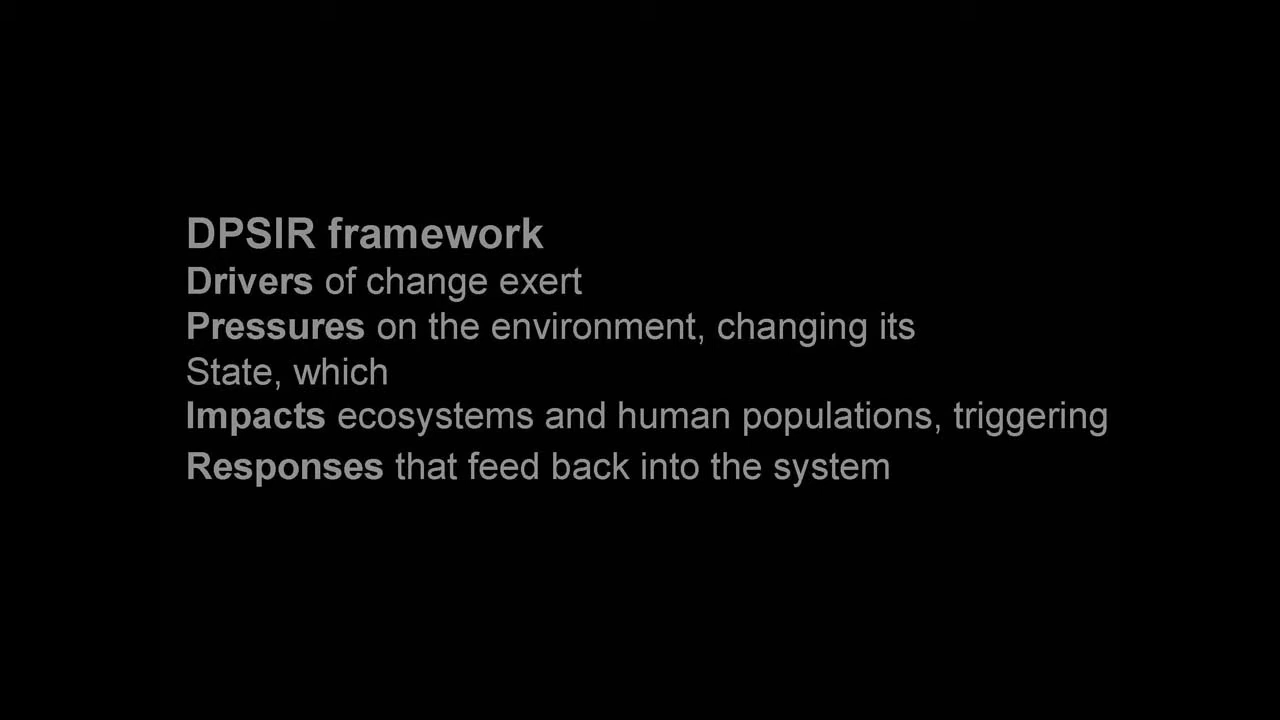 DPSIR framework
Drivers of change exert
Pressures on the environment, changing its
State, which
Impacts ecosystems and human populations, triggering
Responses that feed back into the system